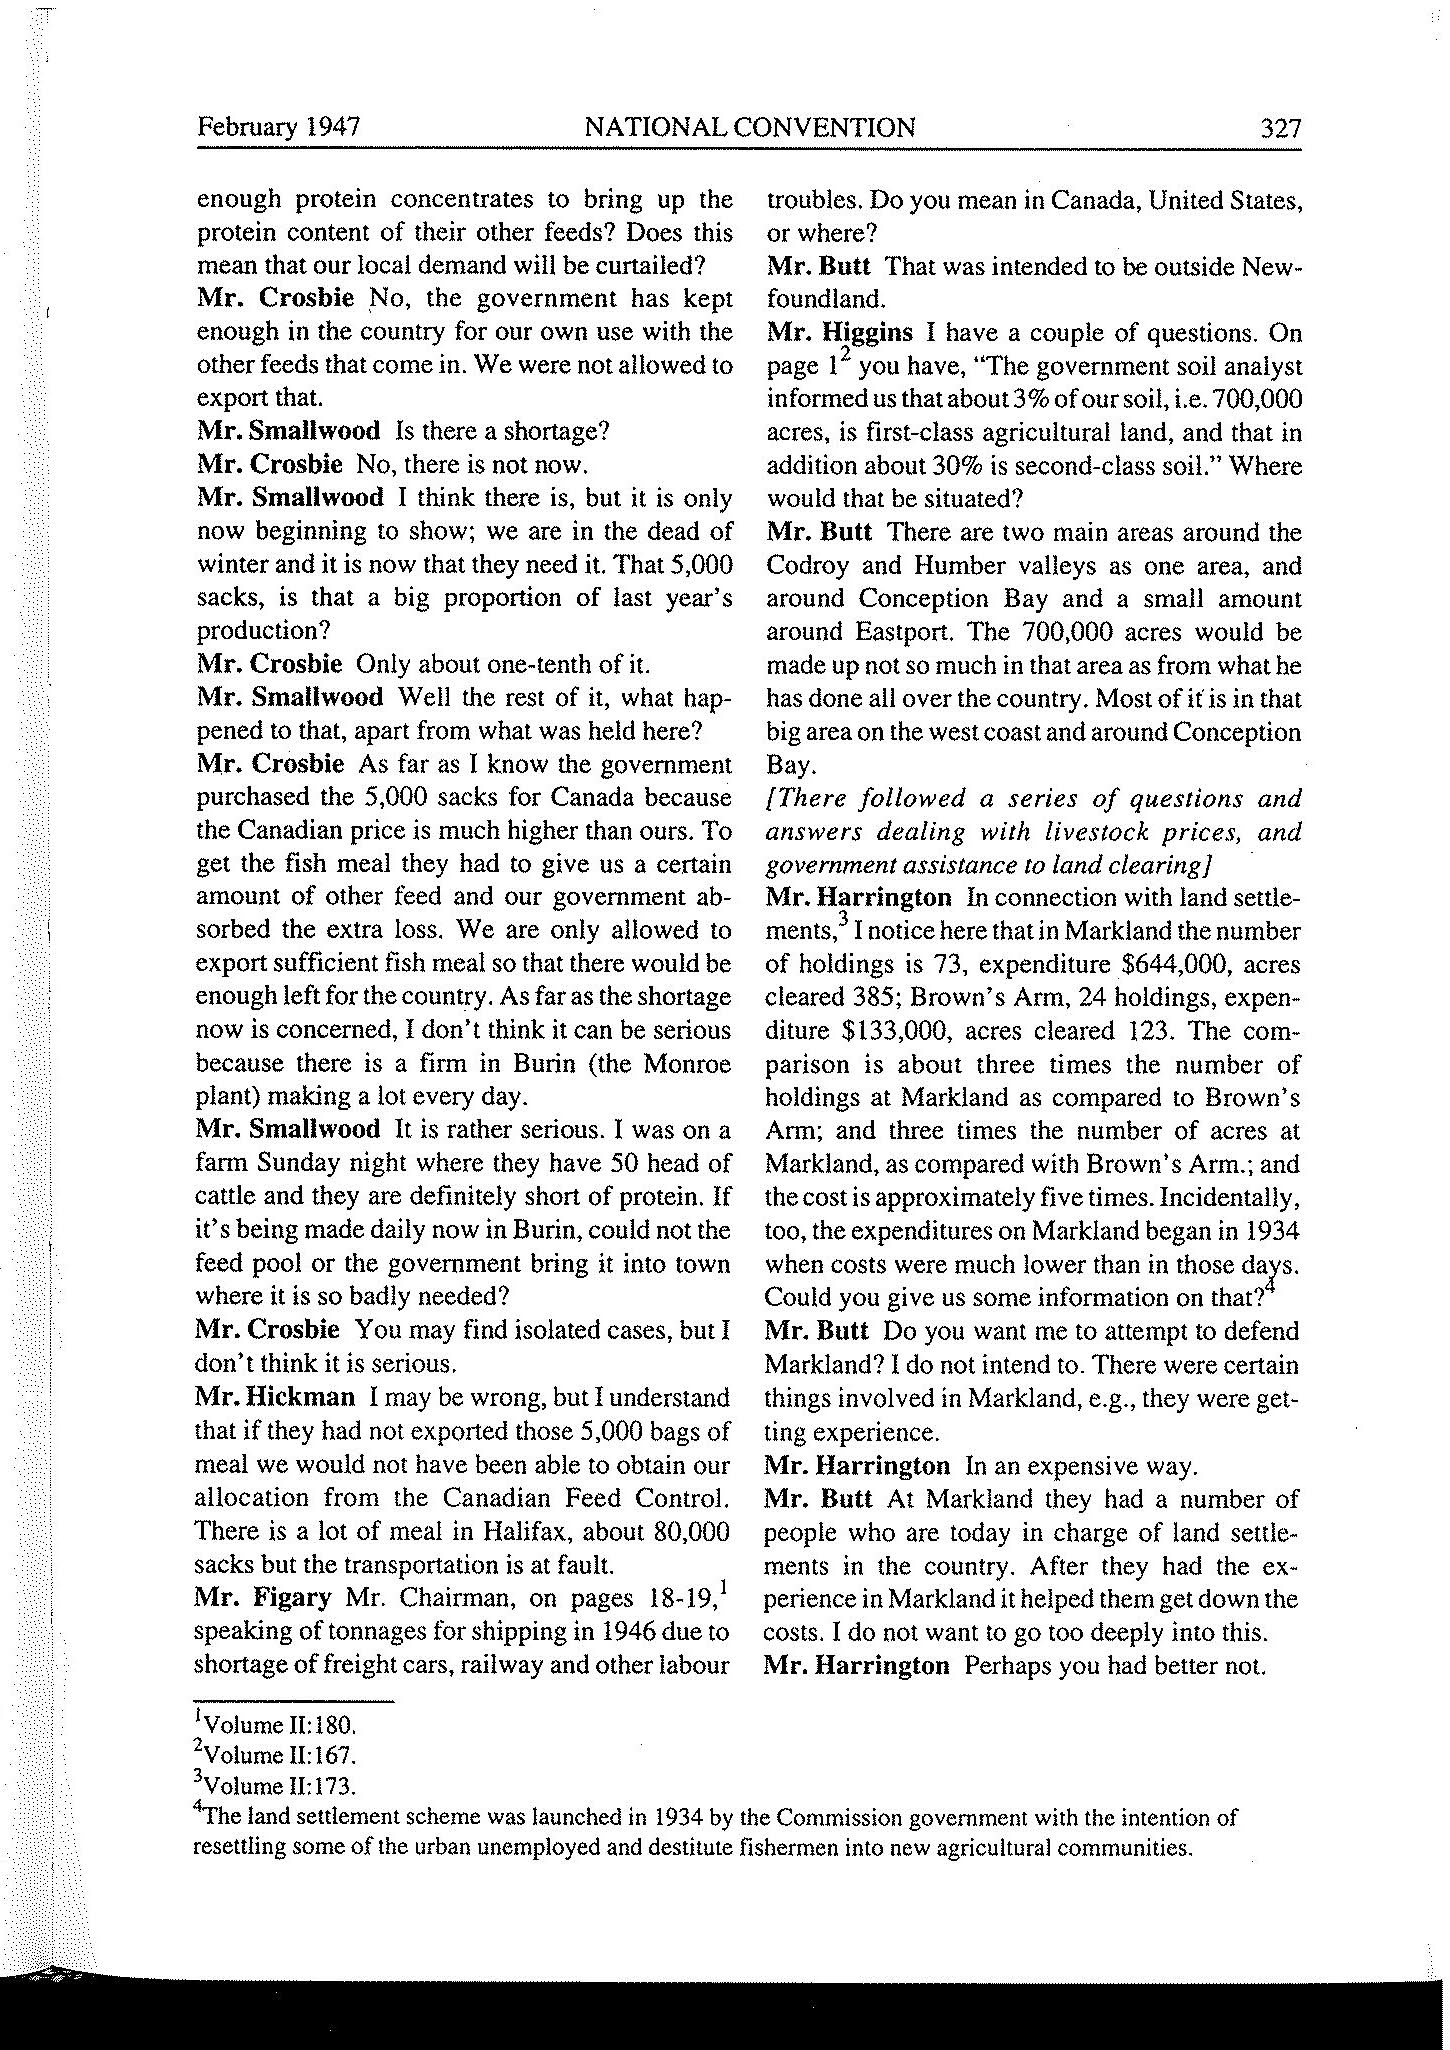 February 1947
NATIONAL CONVENTION
327
enough protein concentrates to bring up the
protein content of their other feeds? Does this
mean that our local demand will be curtailed?
Mr. Crosbie No, the government has kept
enough in the country for our own use with the
other feeds that come in. We were not allowed to
export that.
Mr. Smallwood Is there a shortage?
Mr. Crosbie No, there is not now.
Mr. Smallwood I think there is, but it is only
now beginning to show; we are in the dead of
winter and it is now that they need it. That 5,000
sacks, is that a big proportion of last year's
production?
Mr. Crosbie Only about one-tenth of it.
Mr. Smallwood Well the rest of it, what hap-
pened to that, apart from what was held here?
Mr. Crosbie As far as I know the government
purchased the 5,000 sacks for Canada because
the Canadian price is much higher than ours. To
get the fish meal they had to give us a certain
amount of other feed and our government ab-
sorbed the extra loss. We are only allowed to
export sufficient fish meal so that there would be
enough left for the country. As far as the shortage
now is concerned, I don't think it can be serious
because there is a firm in Burin (the Monroe
plant) making a lot every day.
Mr. Smallwood It is rather serious. I was on a
farm Sunday night where they have 50 head of
cattle and they are definitely short of protein. If
it's being made daily now in Burin, could not the
feed pool or the government bring it into town
where it is so badly needed?
Mr. Crosbie You may find isolated cases, but I
don't think it is serious.
Mr. Hickman I may be wrong, but I understand
that if they had not exported those 5,000 bags of
meal we would not have been able to obtain our
allocation from the Canadian Feed Control.
There is a lot of meal in Halifax, about 80,000
sacks but the transportation is at fault.
Mr. Figary Mr. Chairman, on pages 18-19,¹
speaking of tonnages for shipping in 1946 due to
shortage of freight cars, railway and other labour
troubles. Do you mean in Canada, United States,
or where?
Mr. Butt That was intended to be outside New-
foundland.
Mr. Higgins I have a couple of questions. On
page 1² you have, "The government soil analyst
informed us that about 3% of our soil, i.e. 700,000
acres, is first-class agricultural land, and that in
addition about 30% is second-class soil." Where
would that be situated?
Mr. Butt There are two main areas around the
Codroy and Humber valleys as one area, and
around Conception Bay and a small amount
around Eastport. The 700,000 acres would be
made up not so much in that area as from what he
has done all over the country. Most of it is in that
big area on the west coast and around Conception
Bay.
[There followed a series of questions and
answers dealing with livestock prices, and
government assistance to land clearing]
Mr. Harrington In connection with land settle-
ments,³ I notice here that in Markland the number
of holdings is 73, expenditure $644,000, acres
cleared 385; Brown's Arm, 24 holdings, expen-
diture $133,000, acres cleared 123. The com-
parison is about three times the number of
holdings at Markland as compared to Brown's
Arm; and three times the number of acres at
Markland, as compared with Brown's Arm.; and
the cost is approximately five times. Incidentally,
too, the expenditures on Markland began in 1934
when costs were much lower than in those days.
Could you give us some information on that?⁴
Mr. Butt Do you want me to attempt to defend
Markland? I do not intend to. There were certain
things involved in Markland, e.g., they were get-
ting experience.
Mr. Harrington In an expensive way.
Mr. Butt At Markland they had a number of
people who are today in charge of land settle-
ments in the country. After they had the ex-
perience in Markland it helped them get down the
costs. I do not want to go too deeply into this.
Mr. Harrington Perhaps you had better not.
¹Volume II:180.
²Volume II:167.
³Volume II:173.
⁴The land settlement scheme was launched in 1934 by the Commission government with the intention of
resettling some of the urban unemployed and destitute fishermen into new agricultural communities.